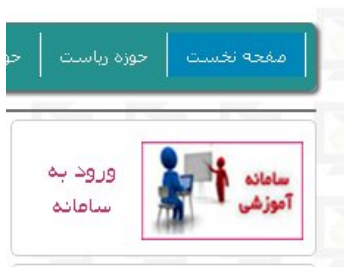 صفحه نخست
حوزه ریاست
سامانه
آموزشی
ورود به
سامانه